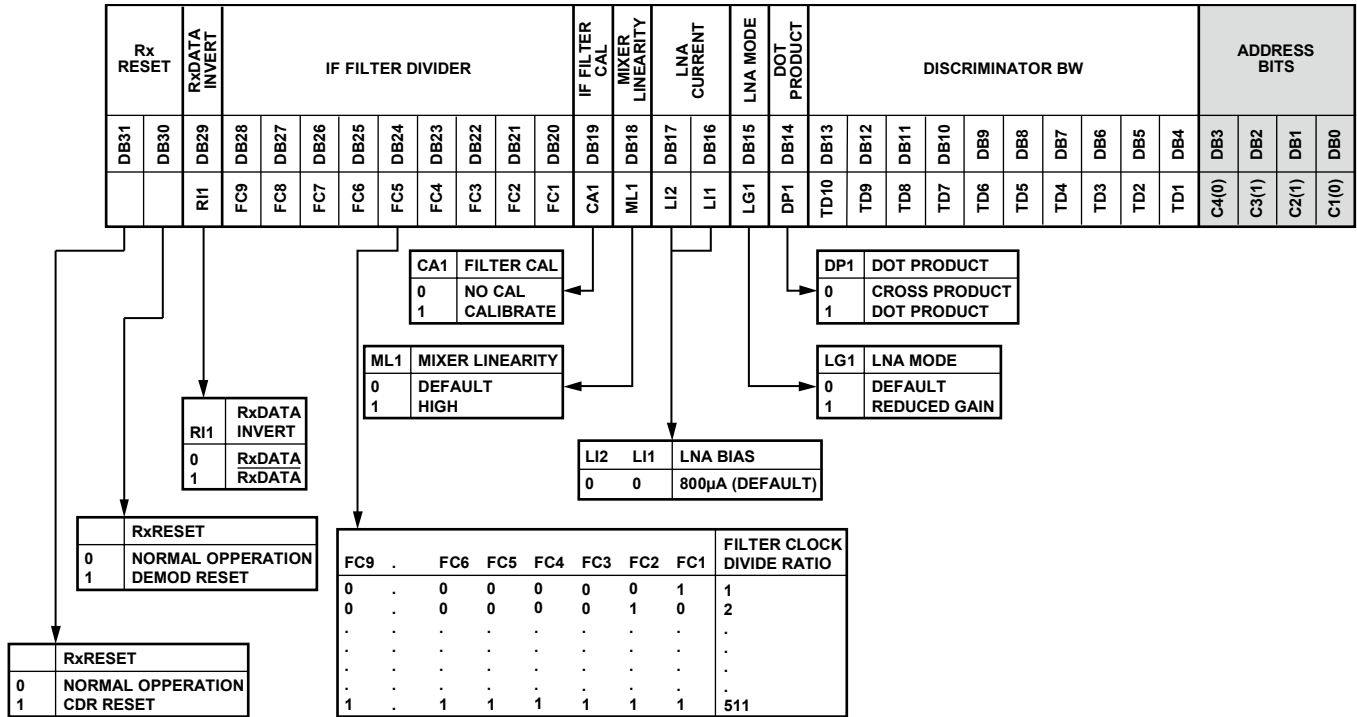 Rx RESET
RxDATA INVERT
IF FILTER DIVIDER
IF FILTER CAL
MIXER LINEARITY
LNA CURRENT
LNA MODE
DOT PRODUCT
DISCRIMINATOR BW
ADDRESS BITS
DB31 DB30 DB29 DB28 DB27 DB26 DB25 DB24 DB23 DB22 DB21 DB20 DB19 DB18 DB17 DB16 DB15 DB14 DB13 DB12 DB11 DB10 DB9 DB8 DB7 DB6 DB5 DB4 DB3 DB2 DB1 DB0
RI1 FC9 FC8 FC7 FC6 FC5 FC4 FC3 FC2 FC1 CA1 ML1 LI2 LI1 LG1 DP1 TD10 TD9 TD8 TD7 TD6 TD5 TD4 TD3 TD2 TD1 C4(0) C3(1) C2(1) C1(0)
CA1 FILTER CAL
0 NO CAL
1 CALIBRATE
DP1 DOT PRODUCT
0 CROSS PRODUCT
1 DOT PRODUCT
ML1 MIXER LINEARITY
0 DEFAULT
1 HIGH
LG1 LNA MODE
0 DEFAULT
1 REDUCED GAIN
RI1 RxDATA INVERT
0 RxDATA
1 RxDATA
LI2 LI1 LNA BIAS
0 0 800µA (DEFAULT)
RxRESET
0 NORMAL OPPERATION
1 DEMOD RESET
FC9 . FC6 FC5 FC4 FC3 FC2 FC1 FILTER CLOCK DIVIDE RATIO
0 . 0 0 0 0 0 1 1
0 . 0 0 0 0 1 0 2
. . . . . . . . .
. . . . . . . . .
. . . . . . . . .
. . . . . . . . .
1 . 1 1 1 1 1 1 511
RxRESET
0 NORMAL OPPERATION
1 CDR RESET